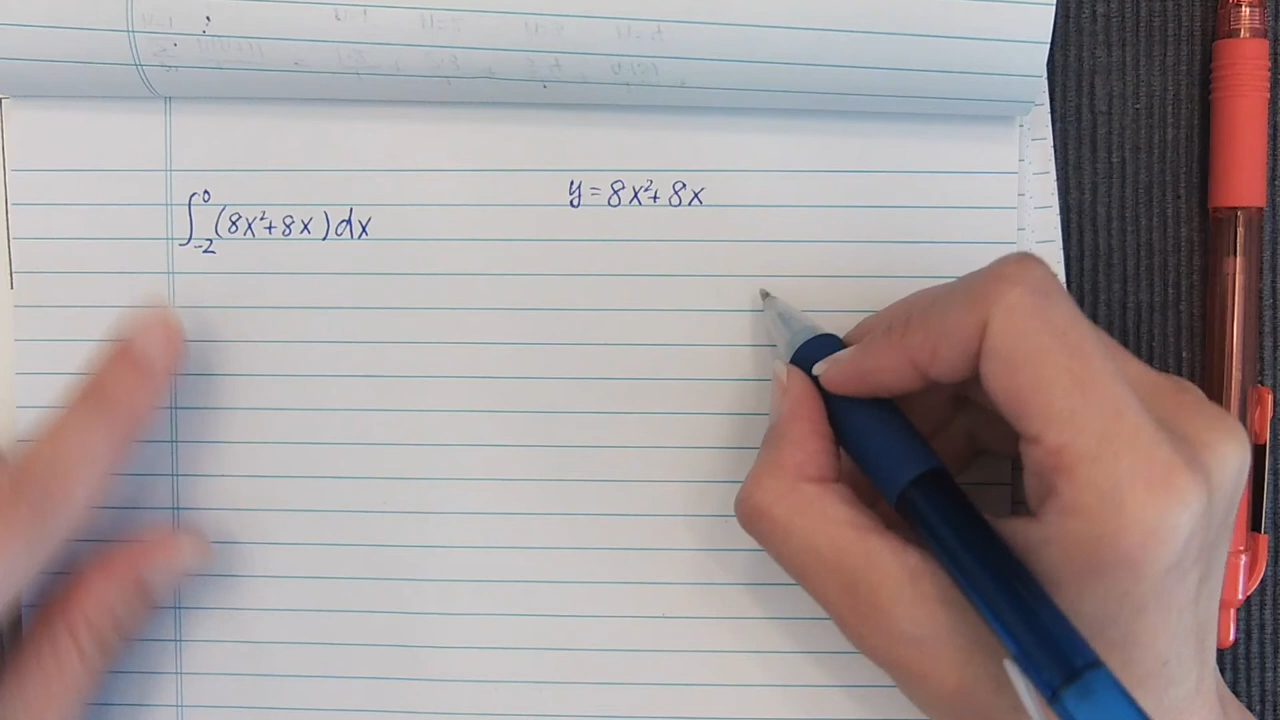 ∫₋₂⁰ (8x²+8x)dx
y = 8x²+8x